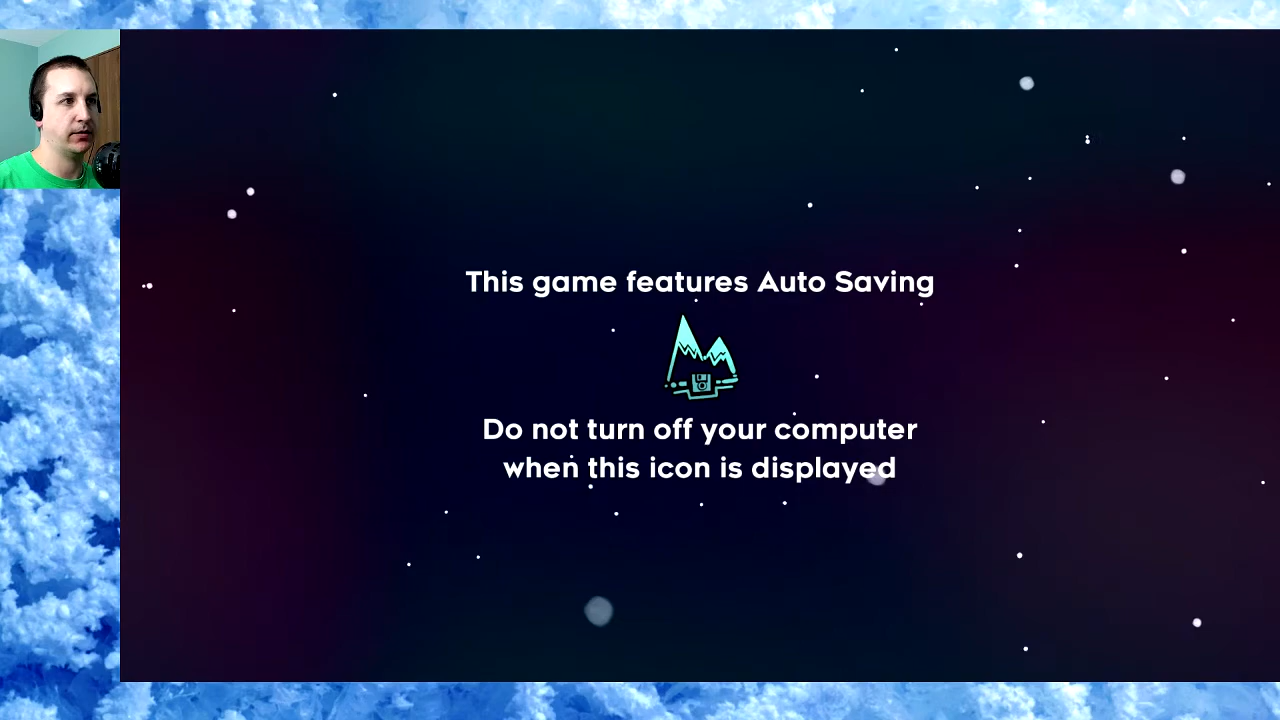 This game features Auto Saving
Do not turn off your computer
when this icon is displayed